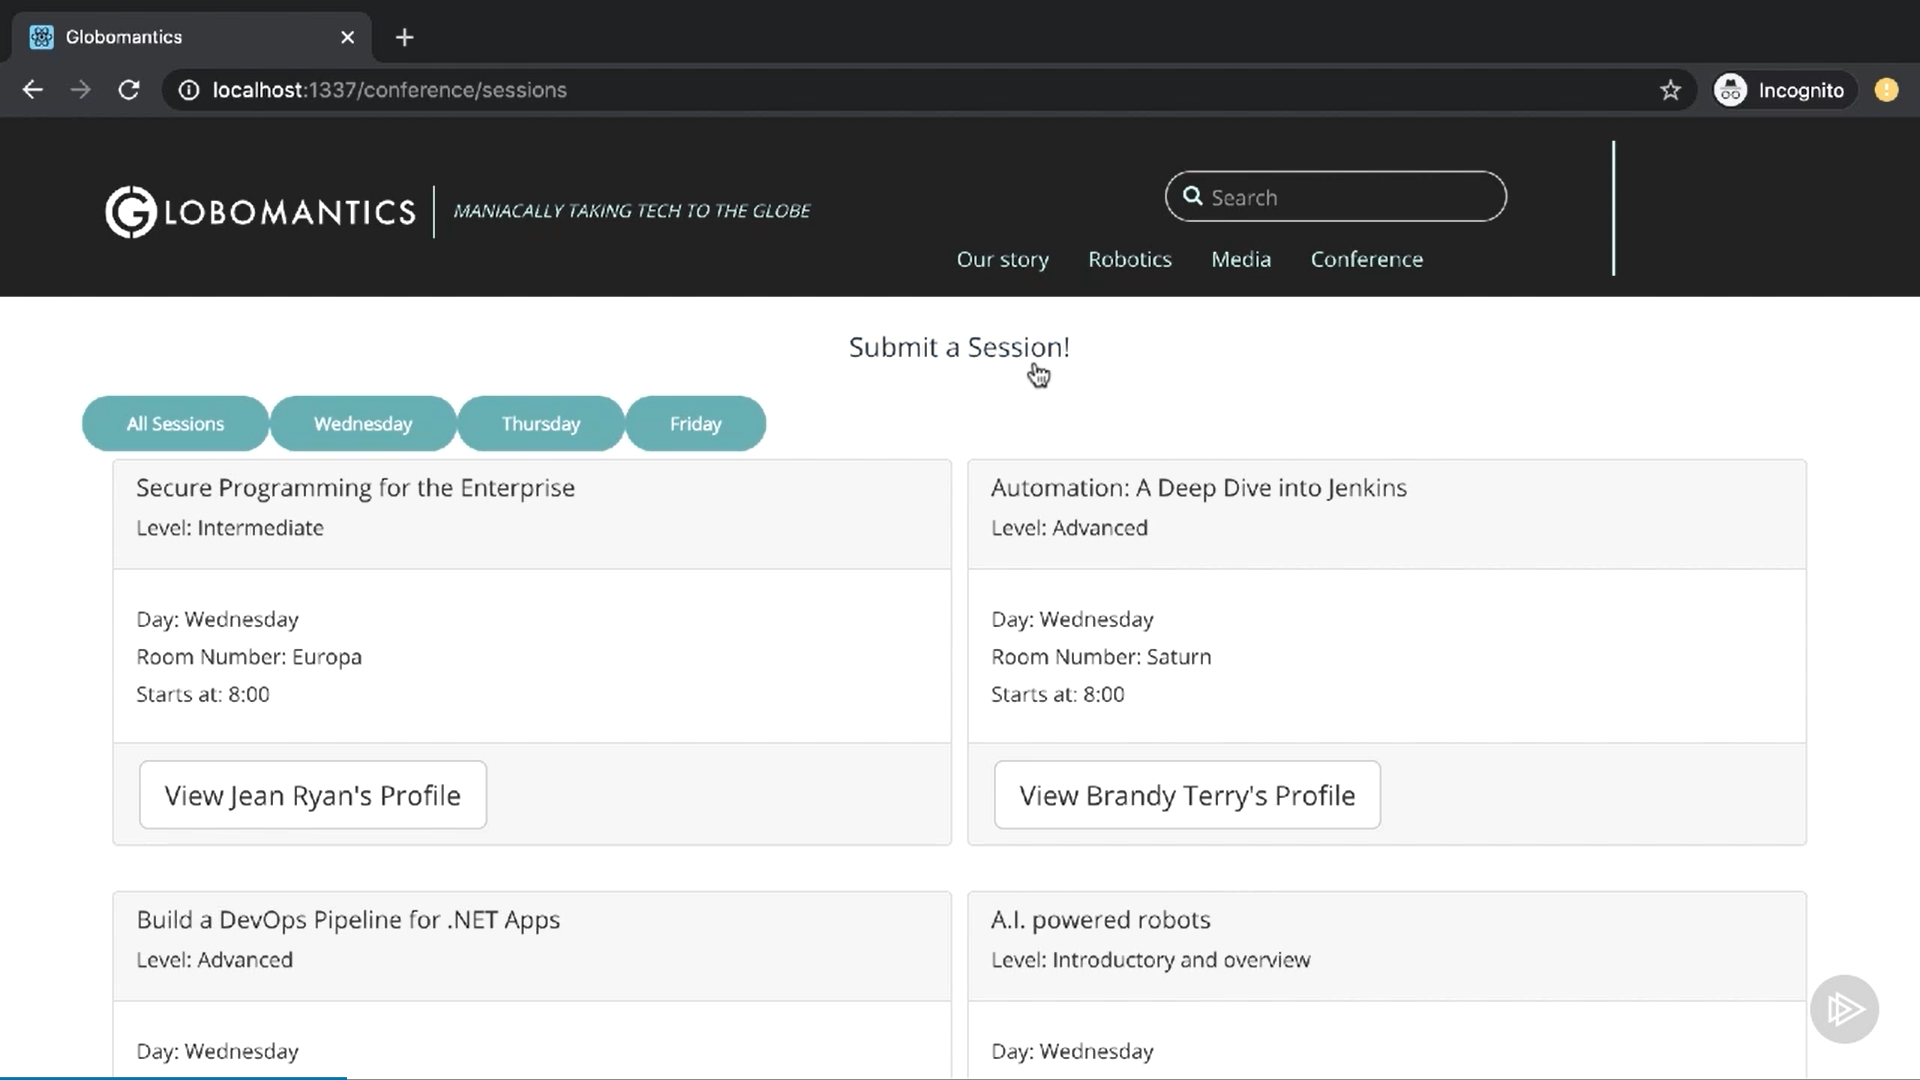 Globomantics
localhost:1337/conference/sessions
Incognito
GLOBOMANTICS
MANIACALLY TAKING TECH TO THE GLOBE
Search
Our story Robotics Media Conference
Submit a Session!
All Sessions Wednesday Thursday Friday
Secure Programming for the Enterprise
Level: Intermediate
Day: Wednesday
Room Number: Europa
Starts at: 8:00
View Jean Ryan's Profile
Automation: A Deep Dive into Jenkins
Level: Advanced
Day: Wednesday
Room Number: Saturn
Starts at: 8:00
View Brandy Terry's Profile
Build a DevOps Pipeline for .NET Apps
Level: Advanced
Day: Wednesday
A.I. powered robots
Level: Introductory and overview
Day: Wednesday